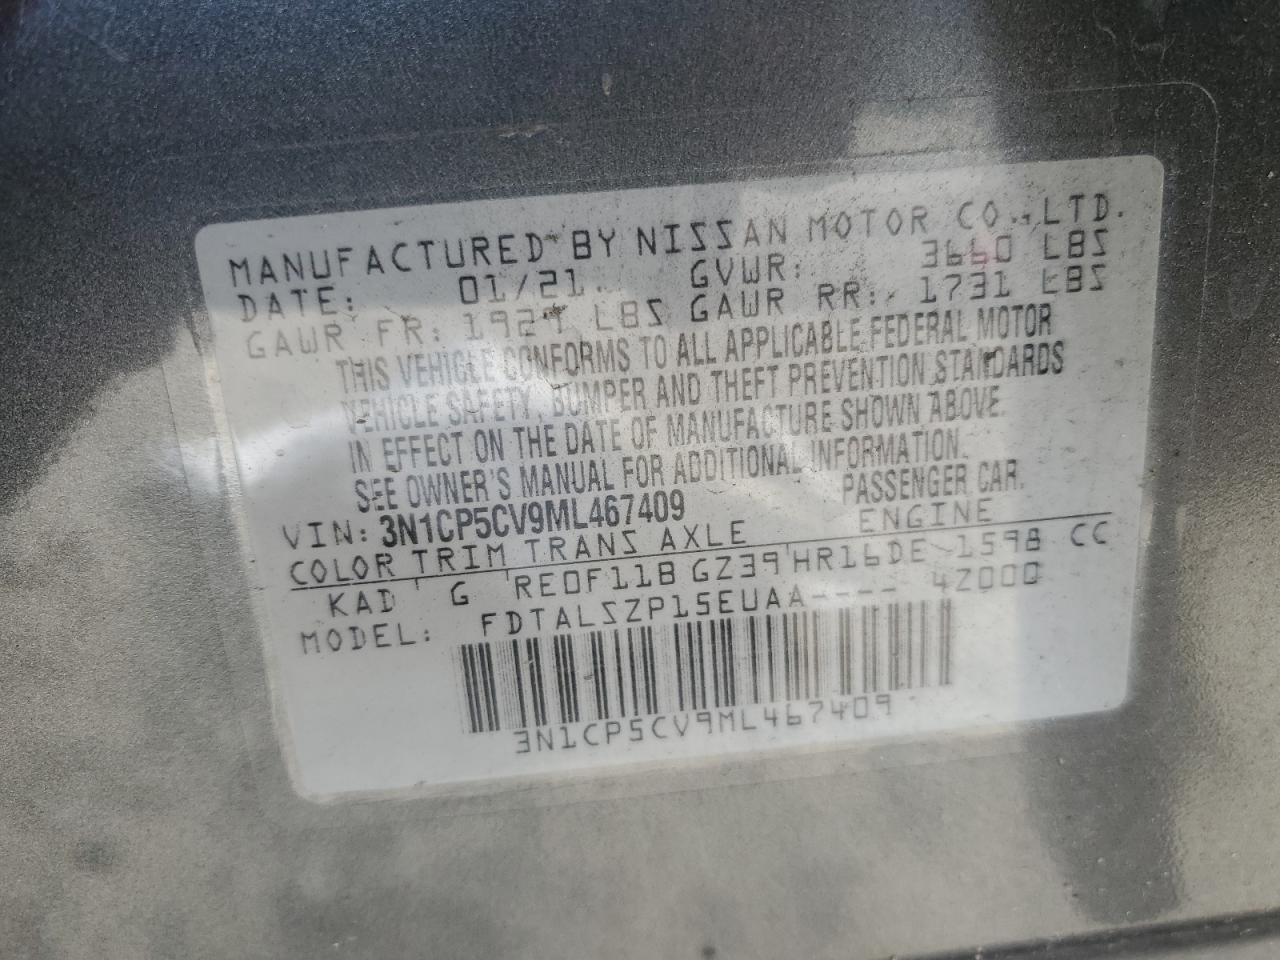 MANUFACTURED BY NISSAN MOTOR CO., LTD.
DATE: 01/21 GVWR: 3660 LBS
GAWR FR: 1929 LBS GAWR RR: 1731 LBS
THIS VEHICLE CONFORMS TO ALL APPLICABLE FEDERAL MOTOR
VEHICLE SAFETY, BUMPER AND THEFT PREVENTION STANDARDS
IN EFFECT ON THE DATE OF MANUFACTURE SHOWN ABOVE.
SEE OWNER'S MANUAL FOR ADDITIONAL INFORMATION.
VIN: 3N1CP5CV9ML467409 PASSENGER CAR.
COLOR TRIM TRANS AXLE ENGINE
KAD G RE0F11B GZ39 HR16DE 1598 CC
MODEL: FDTALSZP15EUAA---- 42000
3N1CP5CV9ML467409